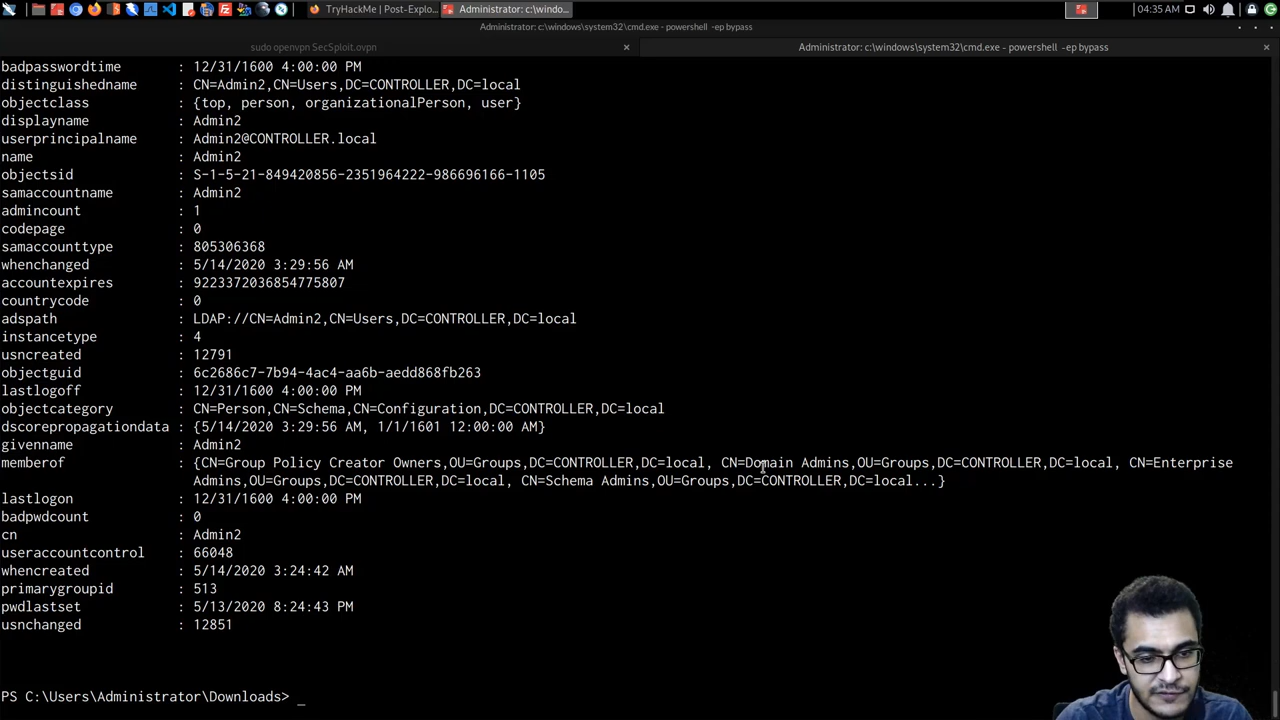 TryHackMe | Post-Explo...
Administrator: c:\windo...
04:35 AM
Administrator: c:\windows\system32\cmd.exe - powershell -ep bypass
sudo openvpn SecSploit.ovpn
Administrator: c:\windows\system32\cmd.exe - powershell -ep bypass
badpasswordtime : 12/31/1600 4:00:00 PM
distinguishedname : CN=Admin2,CN=Users,DC=CONTROLLER,DC=local
objectclass : {top, person, organizationalPerson, user}
displayname : Admin2
userprincipalname : Admin2@CONTROLLER.local
name : Admin2
objectsid : S-1-5-21-849420856-2351964222-986696166-1105
samaccountname : Admin2
admincount : 1
codepage : 0
samaccounttype : 805306368
whenchanged : 5/14/2020 3:29:56 AM
accountexpires : 9223372036854775807
countrycode : 0
adspath : LDAP://CN=Admin2,CN=Users,DC=CONTROLLER,DC=local
instancetype : 4
usncreated : 12791
objectguid : 6c2686c7-7b94-4ac4-aa6b-aedd868fb263
lastlogoff : 12/31/1600 4:00:00 PM
objectcategory : CN=Person,CN=Schema,CN=Configuration,DC=CONTROLLER,DC=local
dscorepropagationdata : {5/14/2020 3:29:56 AM, 1/1/1601 12:00:00 AM}
givenname : Admin2
memberof : {CN=Group Policy Creator Owners,OU=Groups,DC=CONTROLLER,DC=local, CN=Domain Admins,OU=Groups,DC=CONTROLLER,DC=local, CN=Enterprise
Admins,OU=Groups,DC=CONTROLLER,DC=local, CN=Schema Admins,OU=Groups,DC=CONTROLLER,DC=local...}
lastlogon : 12/31/1600 4:00:00 PM
badpwdcount : 0
cn : Admin2
useraccountcontrol : 66048
whencreated : 5/14/2020 3:24:42 AM
primarygroupid : 513
pwdlastset : 5/13/2020 8:24:43 PM
usnchanged : 12851
PS C:\Users\Administrator\Downloads> _